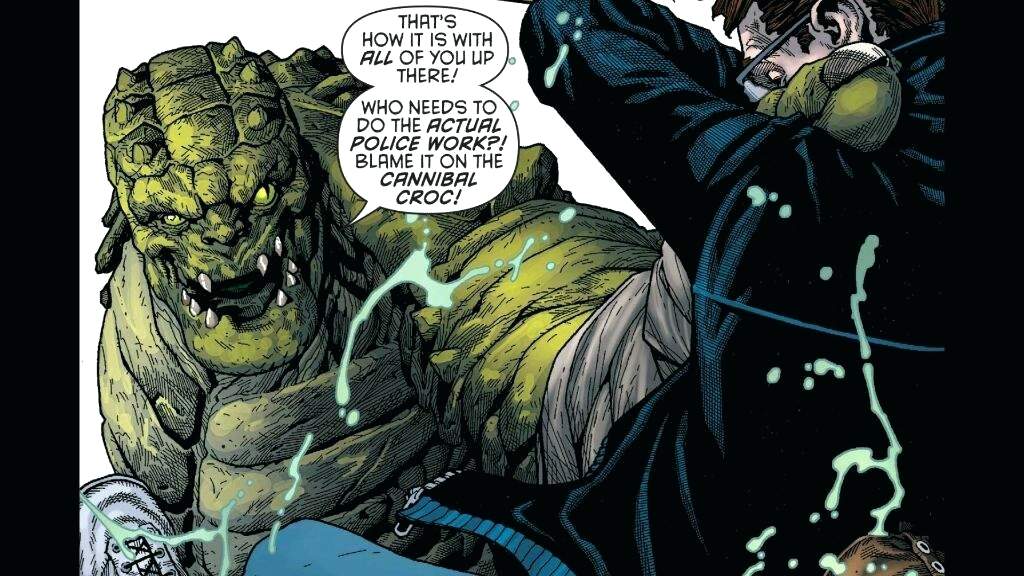 THAT'S
HOW IT IS WITH
ALL OF YOU UP
THERE!
WHO NEEDS TO
DO THE ACTUAL
POLICE WORK?!
BLAME IT ON THE
CANNIBAL
CROC!